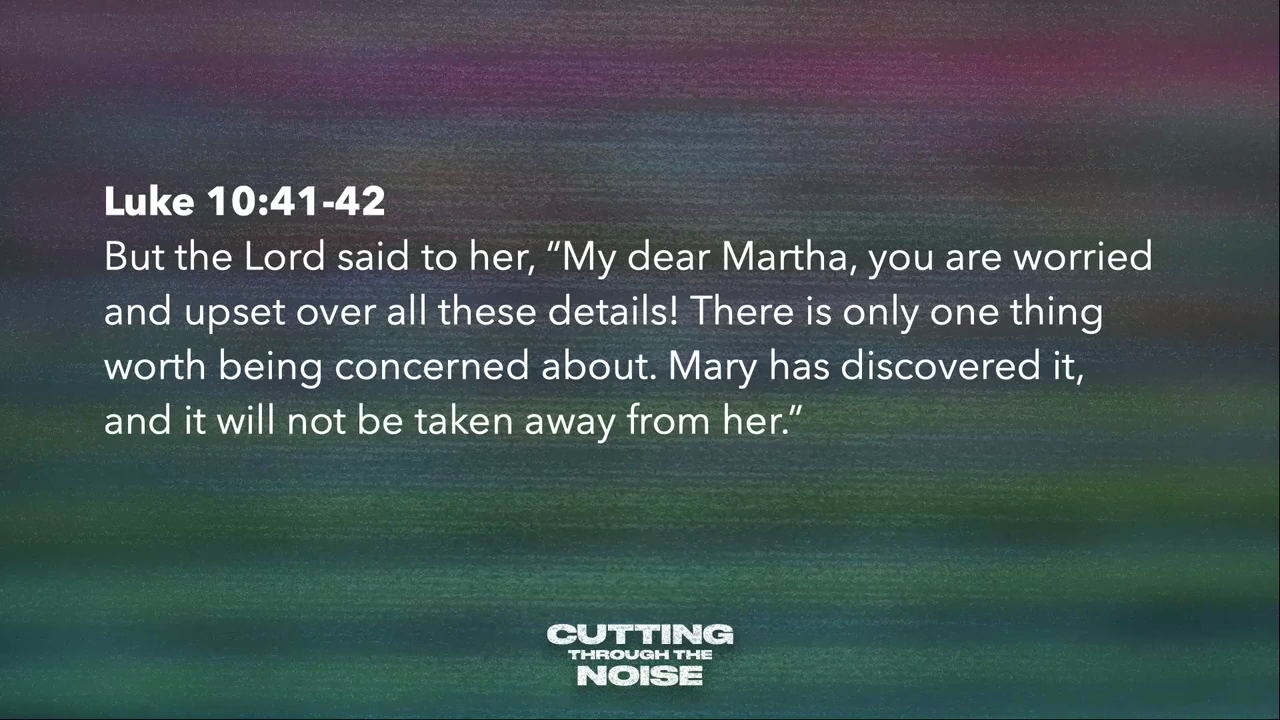 Luke 10:41-42
But the Lord said to her, “My dear Martha, you are worried
and upset over all these details! There is only one thing
worth being concerned about. Mary has discovered it,
and it will not be taken away from her.”
CUTTING
THROUGH THE
NOISE